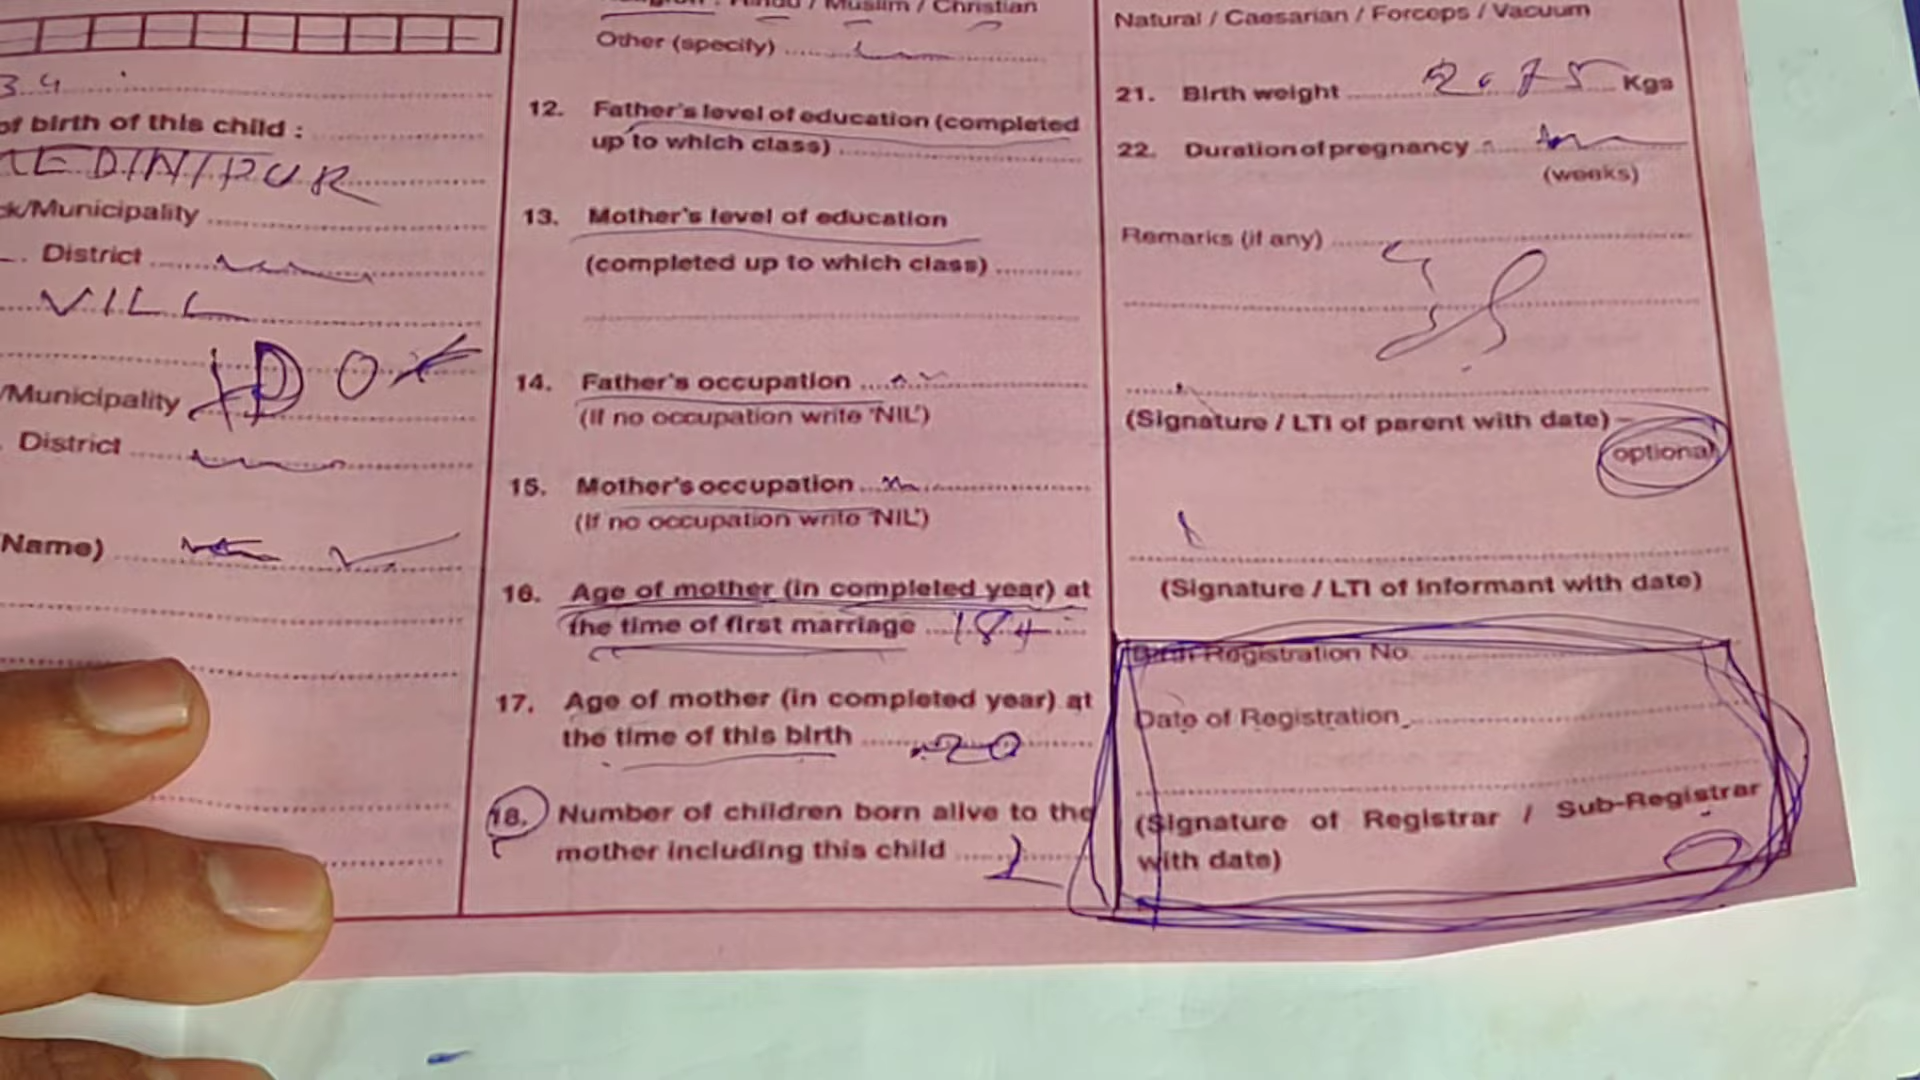 34
of birth of this child :
MEDINIPUR
ck/Municipality
District
VILL
/Municipality
District
Name)
Religion : Hindu / Muslim / Christian
Other (specify)
12. Father's level of education (completed
up to which class)
13. Mother's level of education
(completed up to which class)
14. Father's occupation
(If no occupation write 'NIL')
15. Mother's occupation
(If no occupation write 'NIL')
16. Age of mother (in completed year) at
the time of first marriage 18+
17. Age of mother (in completed year) at
the time of this birth 20
18. Number of children born alive to the
mother including this child 1
Natural / Caesarian / Forceps / Vacuum
21. Birth weight 2.75 Kgs
22. Duration of pregnancy :
(weeks)
Remarks (if any)
(Signature / LTI of parent with date) –
optional
(Signature / LTI of Informant with date)
Birth Registration No
Date of Registration
(Signature of Registrar / Sub-Registrar
with date)